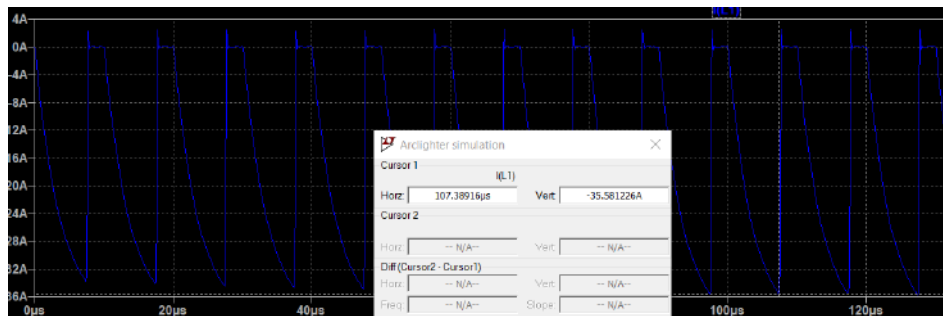 I(L1)
4A
0A
-4A
-8A
12A
16A
20A
24A
28A
32A
36A
0µs 20µs 40µs 100µs 120µs
Arclighter simulation
Cursor 1
I(L1)
Horz: 107.38916µs Vert: -35.581226A
Cursor 2
Horz: -- N/A-- Vert: -- N/A--
Diff (Cursor2 - Cursor1)
Horz: -- N/A-- Vert: -- N/A--
Freq: -- N/A-- Slope: -- N/A--